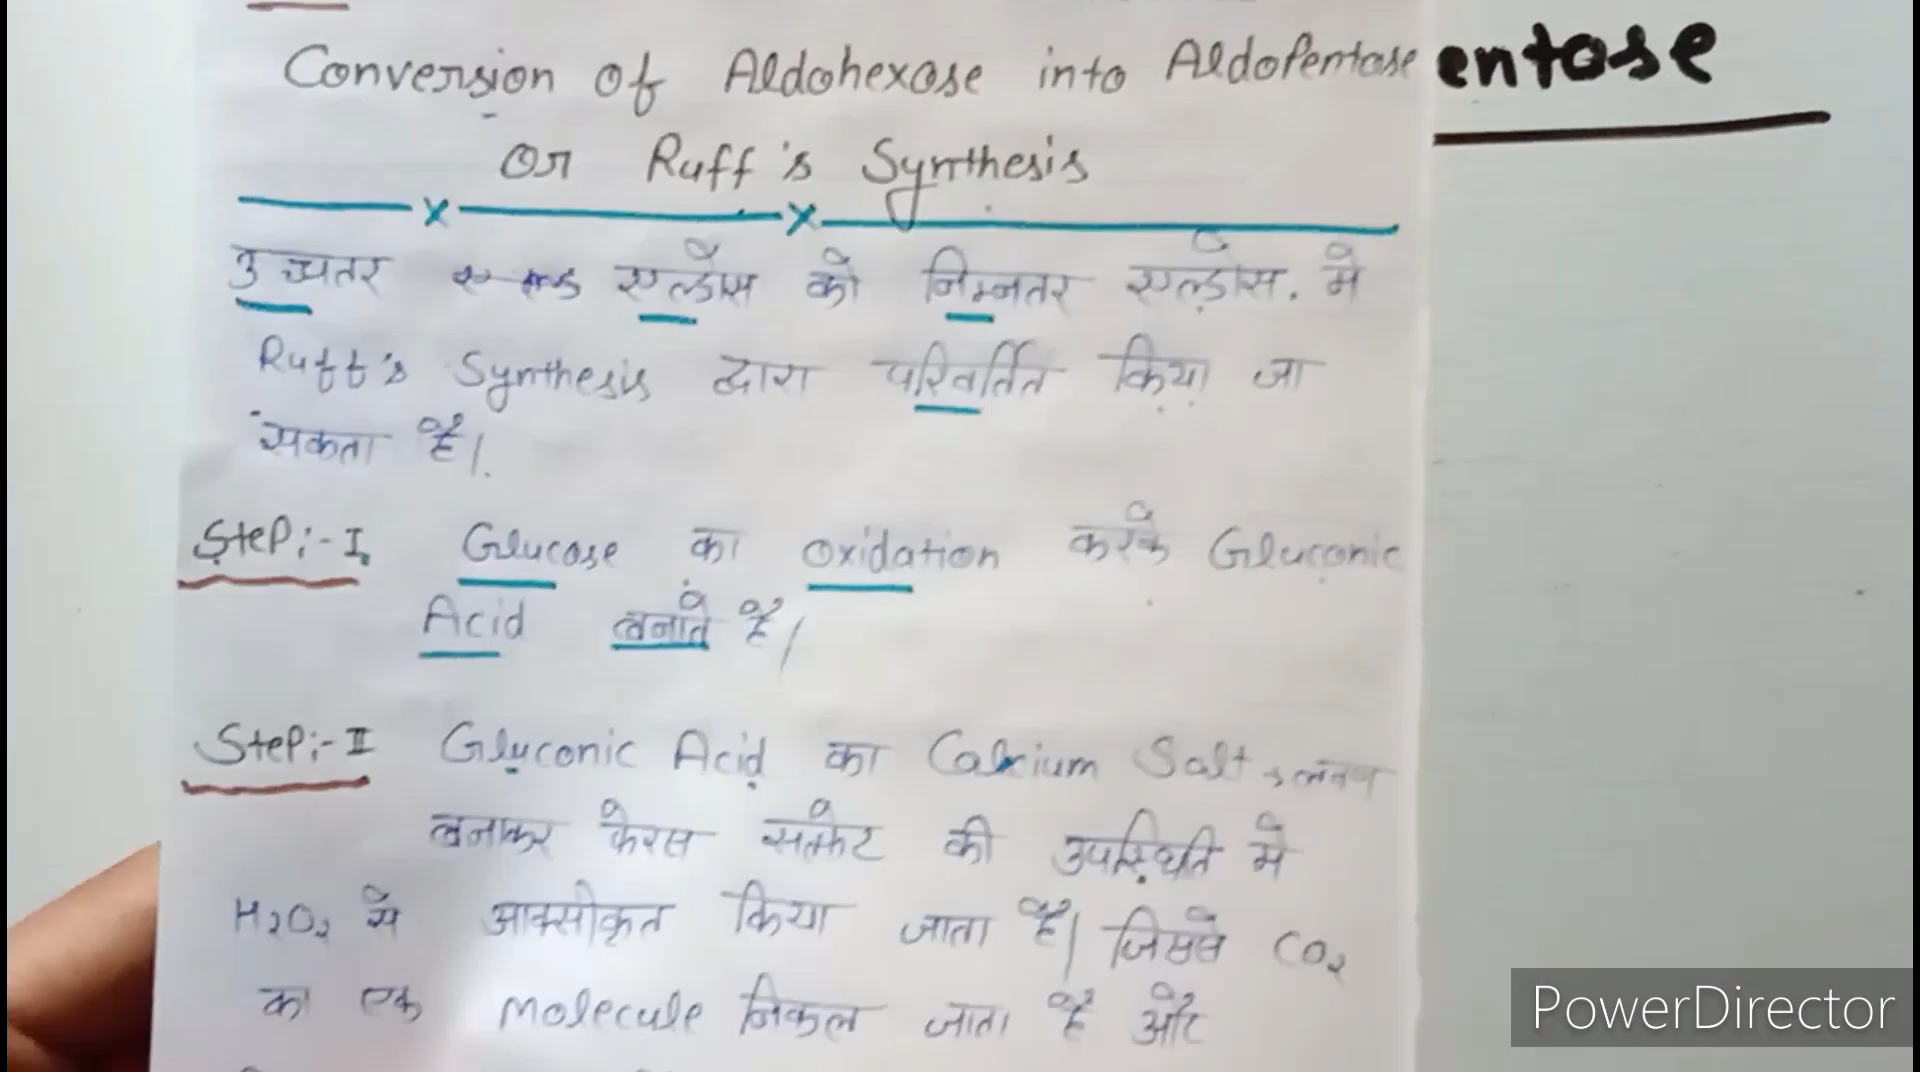 Conversion of Aldohexose into Aldopentose entose
or Ruff's Synthesis
उच्चतर एल्डोस को निम्नतर एल्डोस. मे
Ruff's Synthesis द्वारा परिवर्तित किया जा
सकता है।
Step:-I Glucose का oxidation करके Gluconic
Acid बनाते है।
Step:-II Gluconic Acid का Calcium Salt, लवण
बनाकर फेरस सल्फेट की उपस्थिति मे
H₂O₂ से आक्सीकृत किया जाता है। जिससे CO₂
का एक molecule निकल जाता है और
PowerDirector